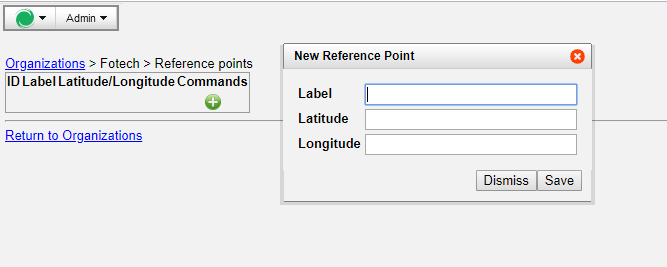 Admin
Organizations > Fotech > Reference points
ID Label Latitude/Longitude Commands
Return to Organizations
New Reference Point
Label
Latitude
Longitude
Dismiss Save